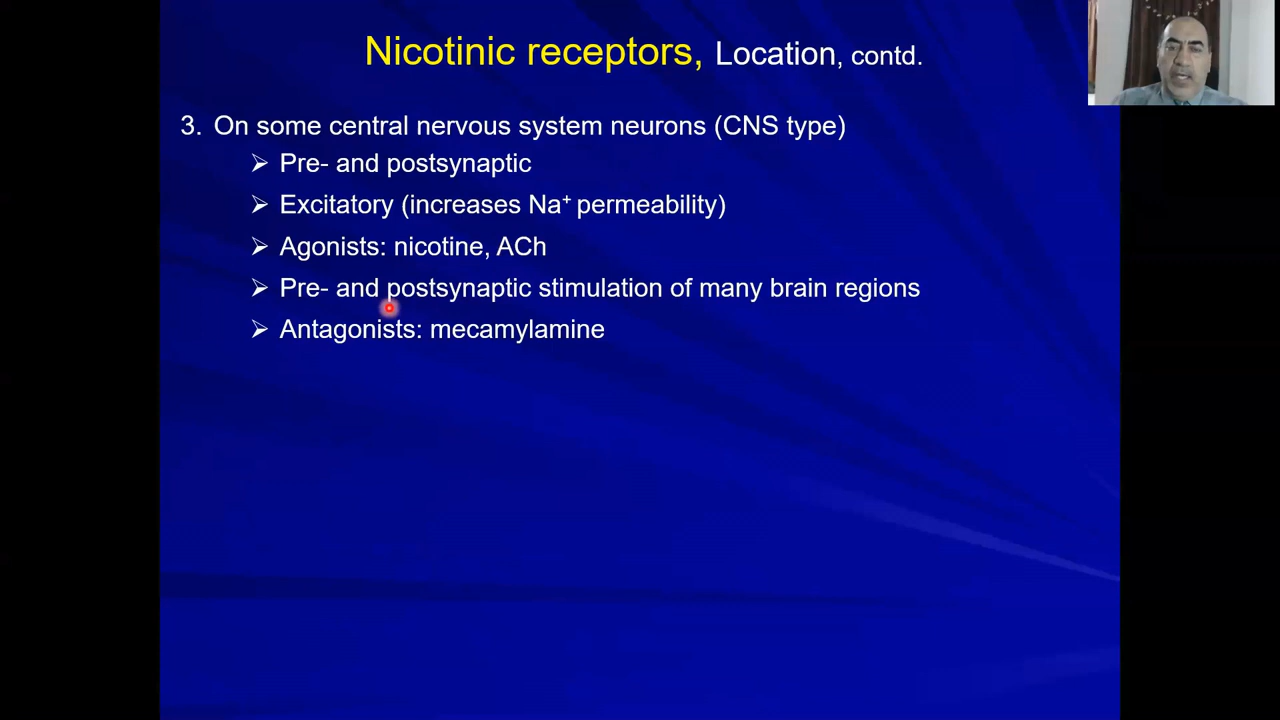 Nicotinic receptors, Location, contd.
3. On some central nervous system neurons (CNS type)
➢ Pre- and postsynaptic
➢ Excitatory (increases Na⁺ permeability)
➢ Agonists: nicotine, ACh
➢ Pre- and postsynaptic stimulation of many brain regions
➢ Antagonists: mecamylamine